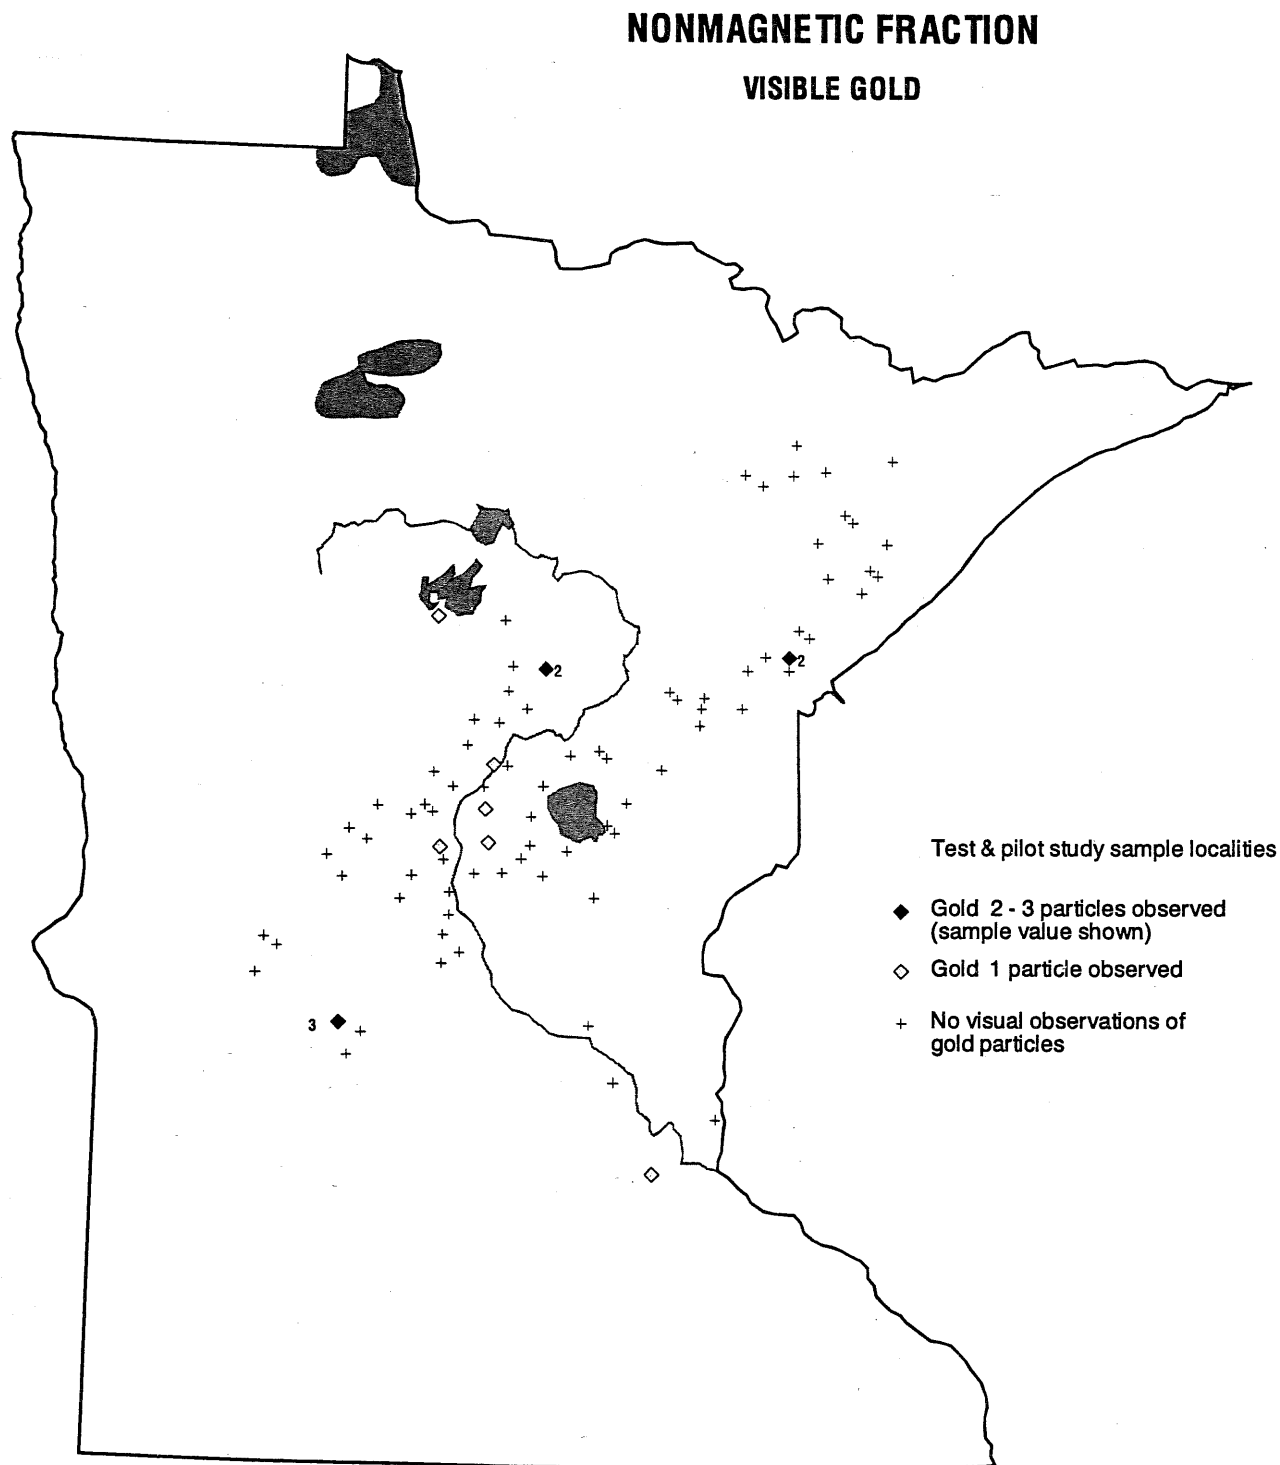 NONMAGNETIC FRACTION
VISIBLE GOLD
2
2
3
Test & pilot study sample localities
Gold 2 - 3 particles observed
(sample value shown)
Gold 1 particle observed
No visual observations of
gold particles